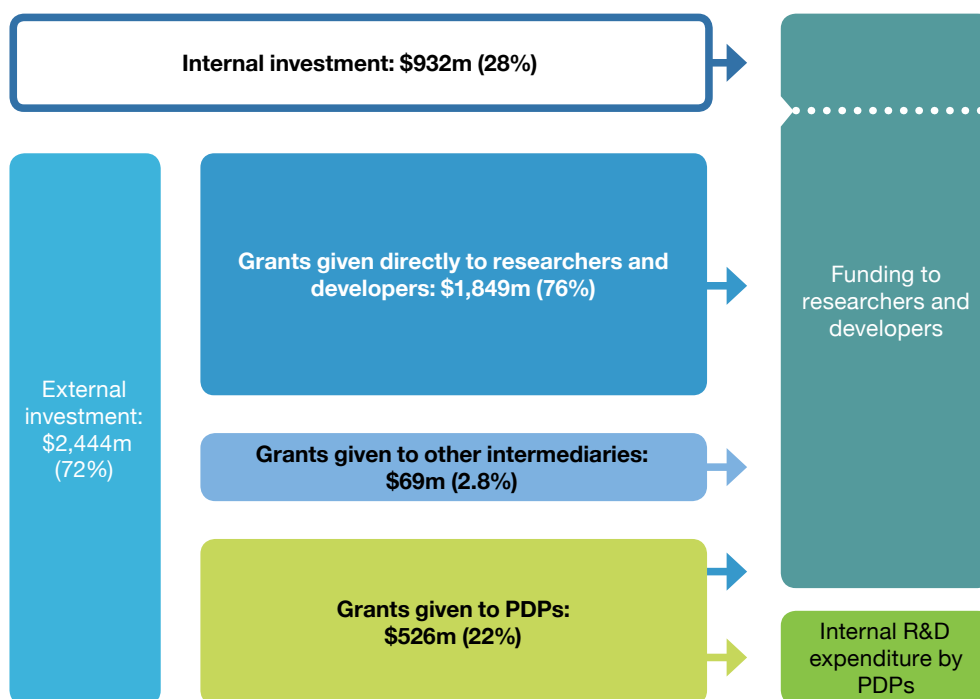 Internal investment: $932m (28%)
External
investment:
$2,444m
(72%)
Grants given directly to researchers and
developers: $1,849m (76%)
Grants given to other intermediaries:
$69m (2.8%)
Grants given to PDPs:
$526m (22%)
Funding to
researchers and
developers
Internal R&D
expenditure by
PDPs